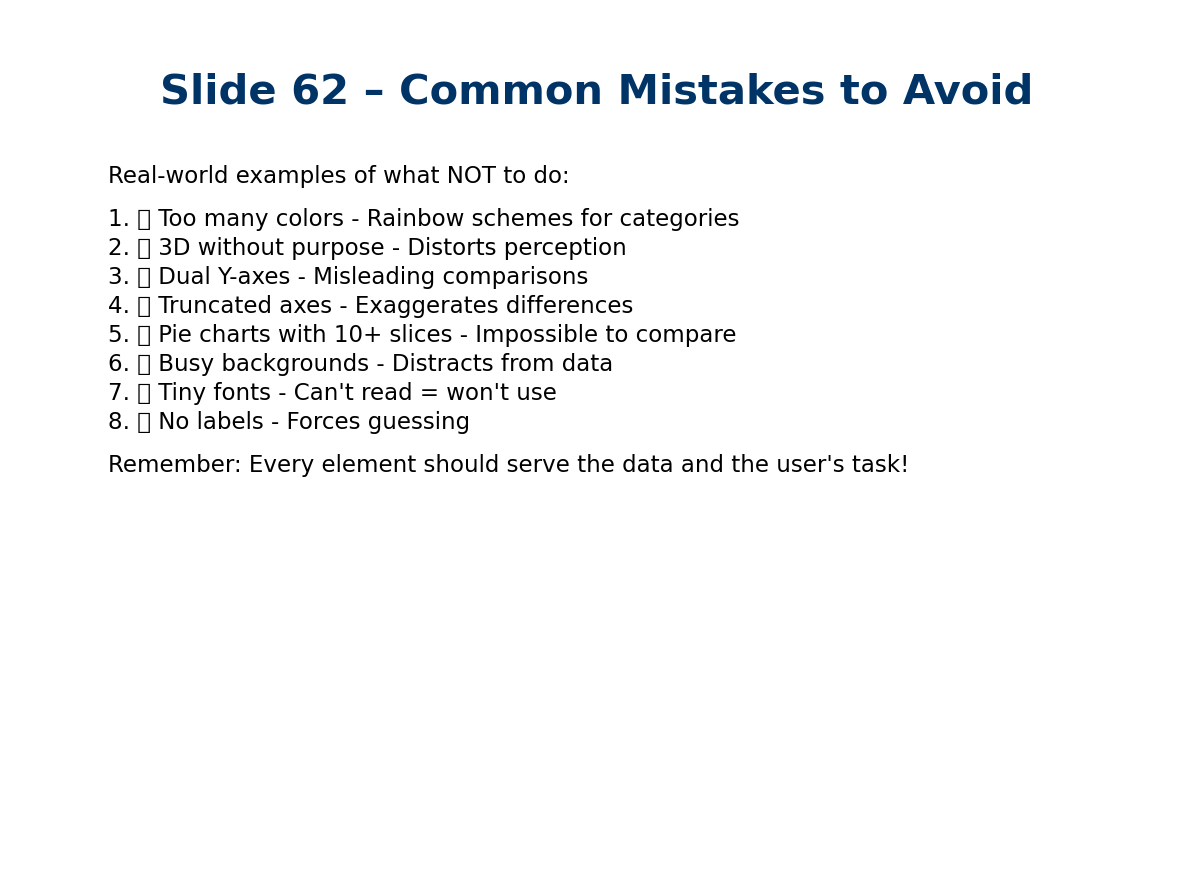 Slide 62 – Common Mistakes to Avoid
Real-world examples of what NOT to do:
1. Too many colors - Rainbow schemes for categories
2. 3D without purpose - Distorts perception
3. Dual Y-axes - Misleading comparisons
4. Truncated axes - Exaggerates differences
5. Pie charts with 10+ slices - Impossible to compare
6. Busy backgrounds - Distracts from data
7. Tiny fonts - Can't read = won't use
8. No labels - Forces guessing
Remember: Every element should serve the data and the user's task!